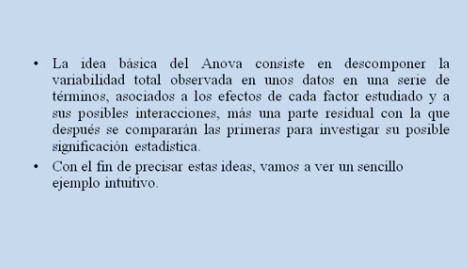 • La idea básica del Anova consiste en descomponer la
variabilidad total observada en unos datos en una serie de
términos, asociados a los efectos de cada factor estudiado y a
sus posibles interacciones, más una parte residual con la que
después se compararán las primeras para investigar su posible
significación estadística.
• Con el fin de precisar estas ideas, vamos a ver un sencillo
ejemplo intuitivo.